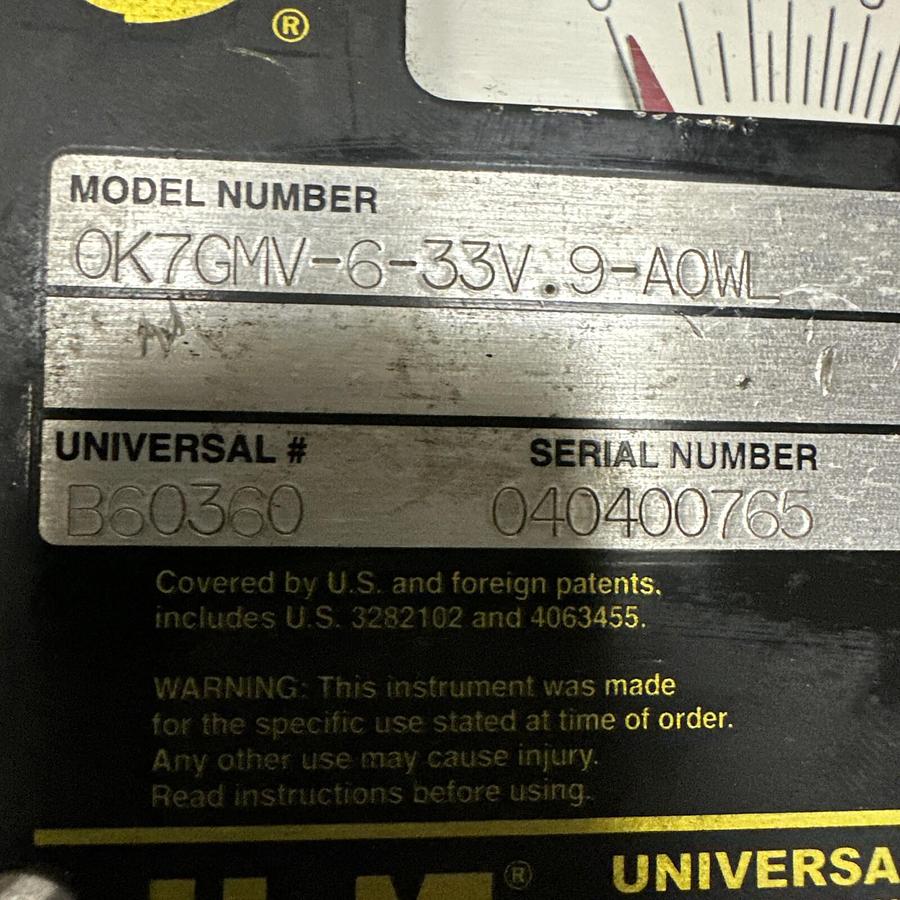 ®
MODEL NUMBER
OK7GMV-6-33V.9-AOWL
UNIVERSAL # SERIAL NUMBER
B60360 040400765
Covered by U.S. and foreign patents,
includes U.S. 3282102 and 4063455.
WARNING: This instrument was made
for the specific use stated at time of order.
Any other use may cause injury.
Read instructions before using.
® UNIVERSA